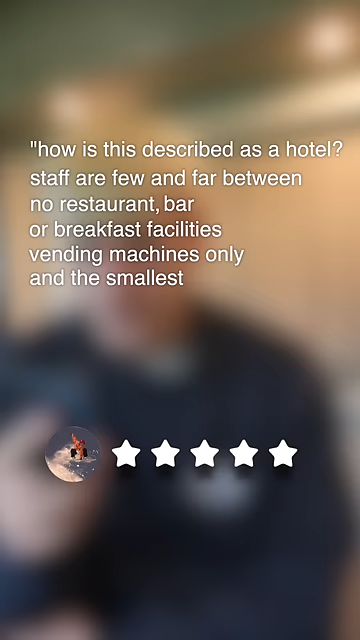 "how is this described as a hotel?
staff are few and far between
no restaurant, bar
or breakfast facilities
vending machines only
and the smallest